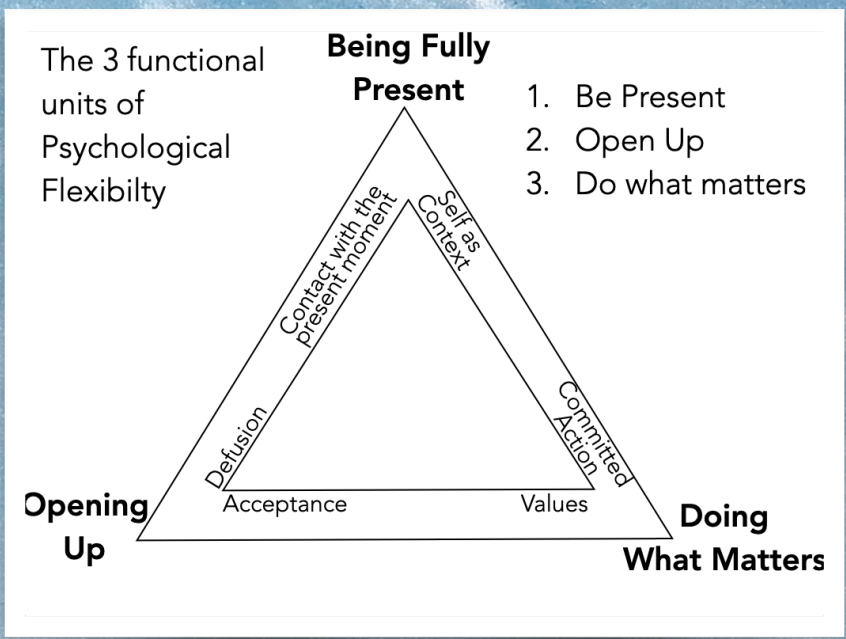 The 3 functional
units of
Psychological
Flexibilty
Being Fully
Present
1. Be Present
2. Open Up
3. Do what matters
Contact with the
present moment
Self as
Context
Defusion
Committed
Action
Acceptance
Values
Opening
Up
Doing
What Matters